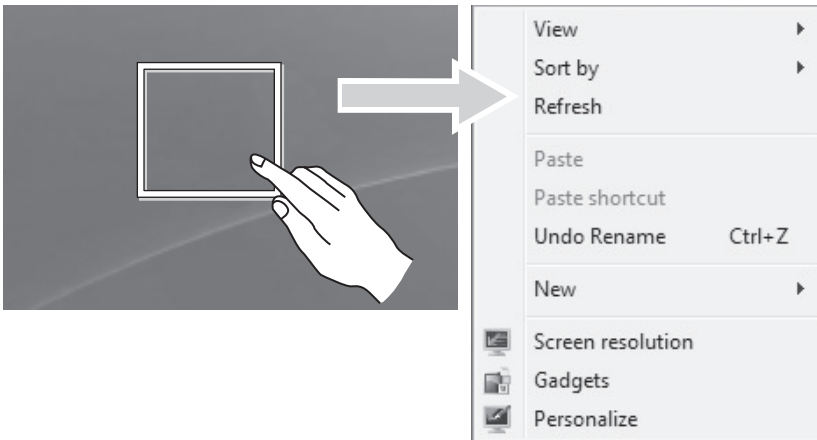 View
Sort by
Refresh
Paste
Paste shortcut
Undo Rename Ctrl+Z
New
Screen resolution
Gadgets
Personalize